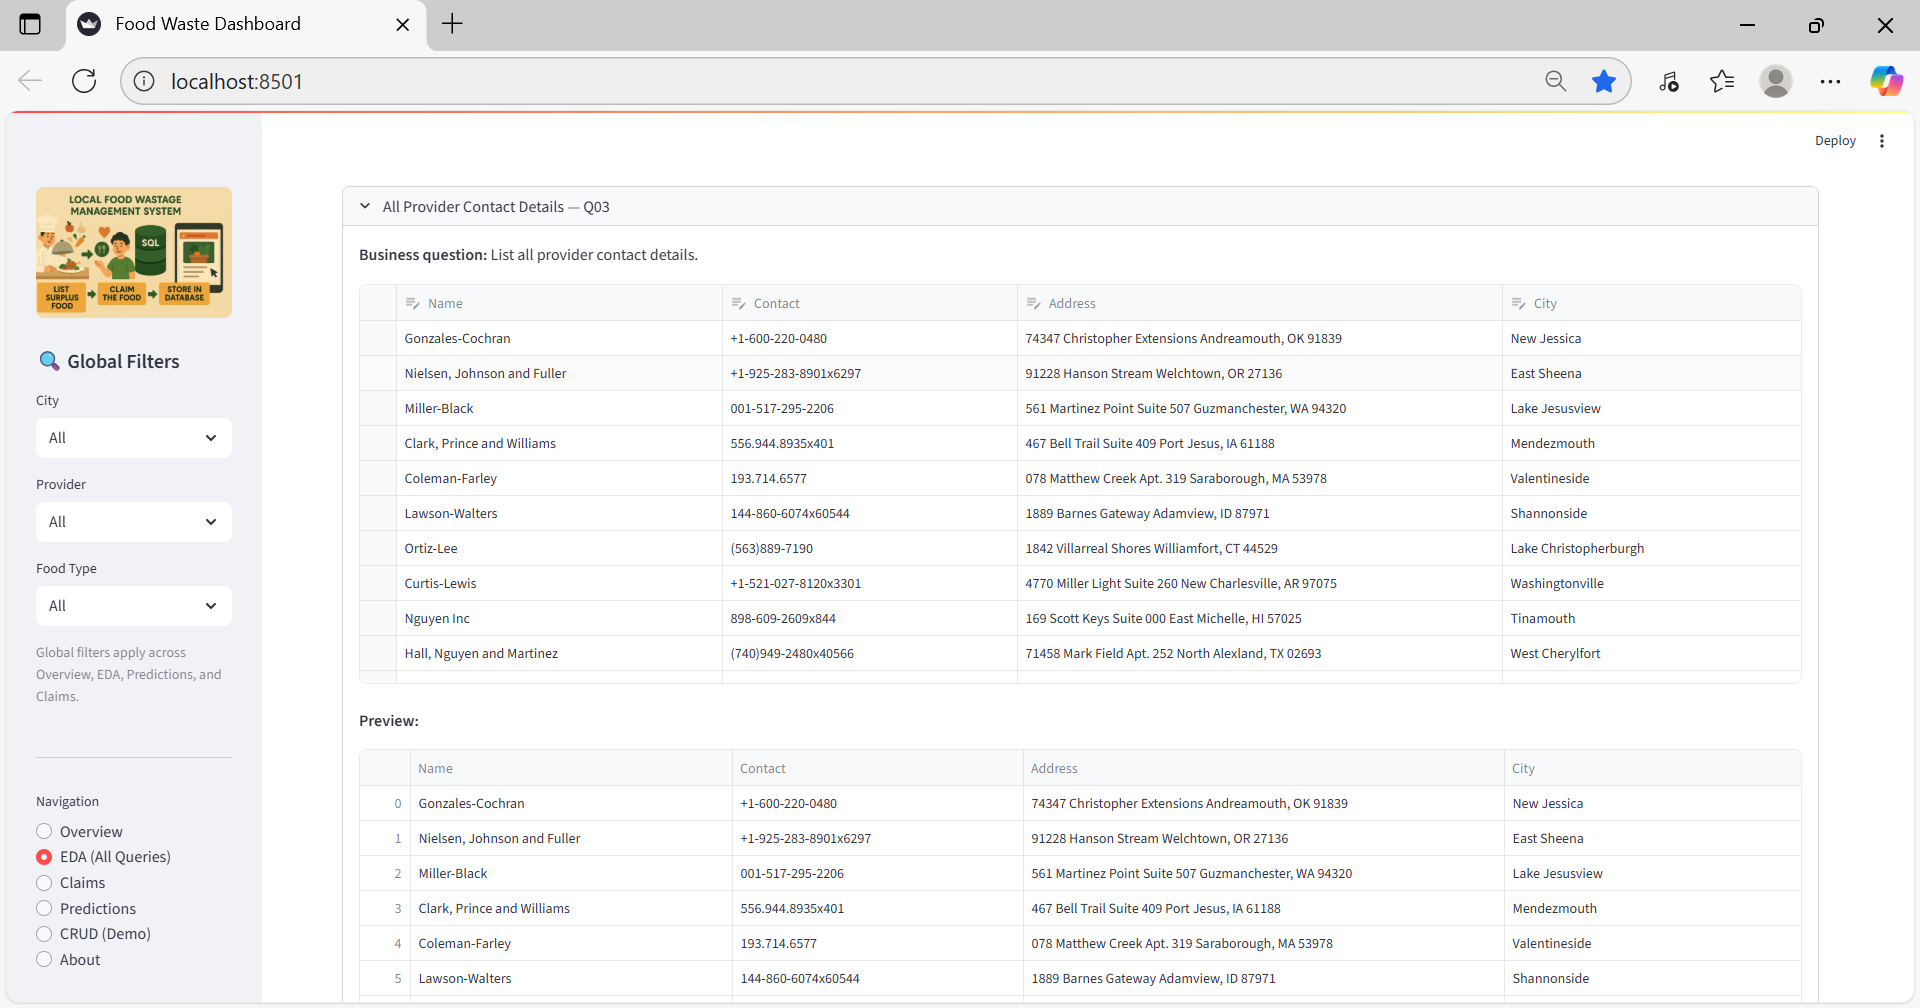 Food Waste Dashboard
localhost:8501
Deploy
LOCAL FOOD WASTAGE
MANAGEMENT SYSTEM
SQL
LIST
SURPLUS
FOOD
CLAIM
THE FOOD
STORE IN
DATABASE
Global Filters
City
All
Provider
All
Food Type
All
Global filters apply across
Overview, EDA, Predictions, and
Claims.
Navigation
Overview
EDA (All Queries)
Claims
Predictions
CRUD (Demo)
About
All Provider Contact Details — Q03
Business question: List all provider contact details.
Name Contact Address City
Gonzales-Cochran +1-600-220-0480 74347 Christopher Extensions Andreamouth, OK 91839 New Jessica
Nielsen, Johnson and Fuller +1-925-283-8901x6297 91228 Hanson Stream Welchtown, OR 27136 East Sheena
Miller-Black 001-517-295-2206 561 Martinez Point Suite 507 Guzmanchester, WA 94320 Lake Jesusview
Clark, Prince and Williams 556.944.8935x401 467 Bell Trail Suite 409 Port Jesus, IA 61188 Mendezmouth
Coleman-Farley 193.714.6577 078 Matthew Creek Apt. 319 Saraborough, MA 53978 Valentineside
Lawson-Walters 144-860-6074x60544 1889 Barnes Gateway Adamview, ID 87971 Shannonside
Ortiz-Lee (563)889-7190 1842 Villarreal Shores Williamfort, CT 44529 Lake Christopherburgh
Curtis-Lewis +1-521-027-8120x3301 4770 Miller Light Suite 260 New Charlesville, AR 97075 Washingtonville
Nguyen Inc 898-609-2609x844 169 Scott Keys Suite 000 East Michelle, HI 57025 Tinamouth
Hall, Nguyen and Martinez (740)949-2480x40566 71458 Mark Field Apt. 252 North Alexland, TX 02693 West Cherylfort
Preview:
Name Contact Address City
0 Gonzales-Cochran +1-600-220-0480 74347 Christopher Extensions Andreamouth, OK 91839 New Jessica
1 Nielsen, Johnson and Fuller +1-925-283-8901x6297 91228 Hanson Stream Welchtown, OR 27136 East Sheena
2 Miller-Black 001-517-295-2206 561 Martinez Point Suite 507 Guzmanchester, WA 94320 Lake Jesusview
3 Clark, Prince and Williams 556.944.8935x401 467 Bell Trail Suite 409 Port Jesus, IA 61188 Mendezmouth
4 Coleman-Farley 193.714.6577 078 Matthew Creek Apt. 319 Saraborough, MA 53978 Valentineside
5 Lawson-Walters 144-860-6074x60544 1889 Barnes Gateway Adamview, ID 87971 Shannonside